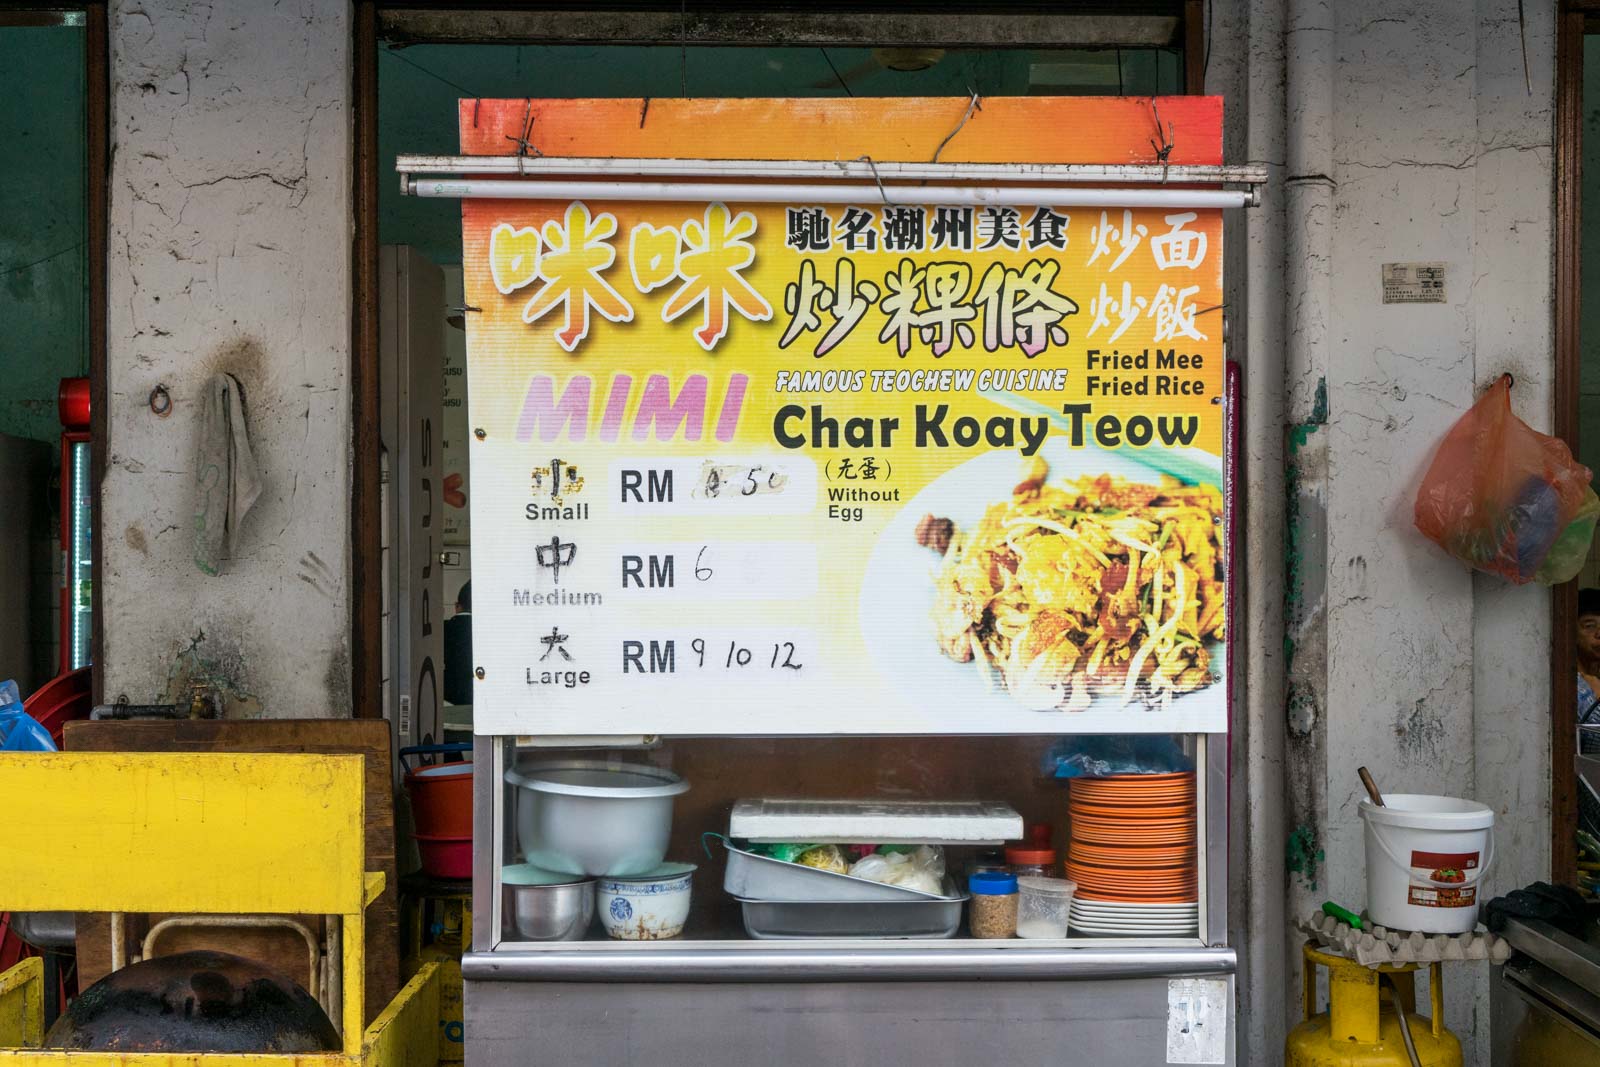 咪咪
MIMI
馳名潮州美食
炒粿條
FAMOUS TEOCHEW CUISINE
Char Koay Teow
炒面
炒飯
Fried Mee
Fried Rice
小 RM 50
Small
(无蛋)
Without
Egg
中 RM 6
Medium
大 RM 9 10 12
Large